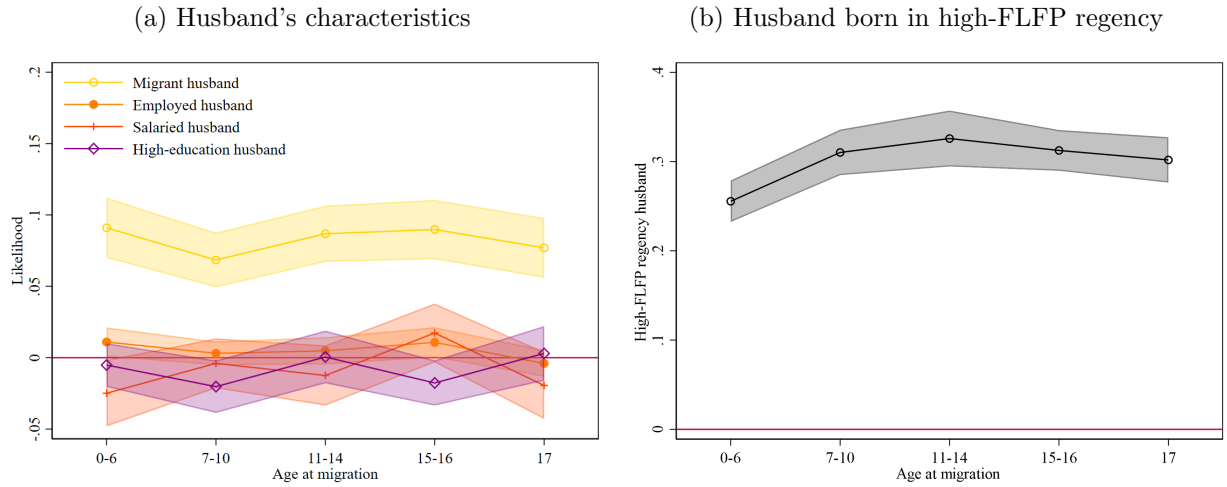 (a) Husband's characteristics
.2
.15
.1
.05
0
-.05
Likelihood
Migrant husband
Employed husband
Salaried husband
High-education husband
0-6
7-10
11-14
15-16
17
Age at migration
(b) Husband born in high-FLFP regency
.4
.3
.2
.1
0
High-FLFP regency husband
0-6
7-10
11-14
15-16
17
Age at migration